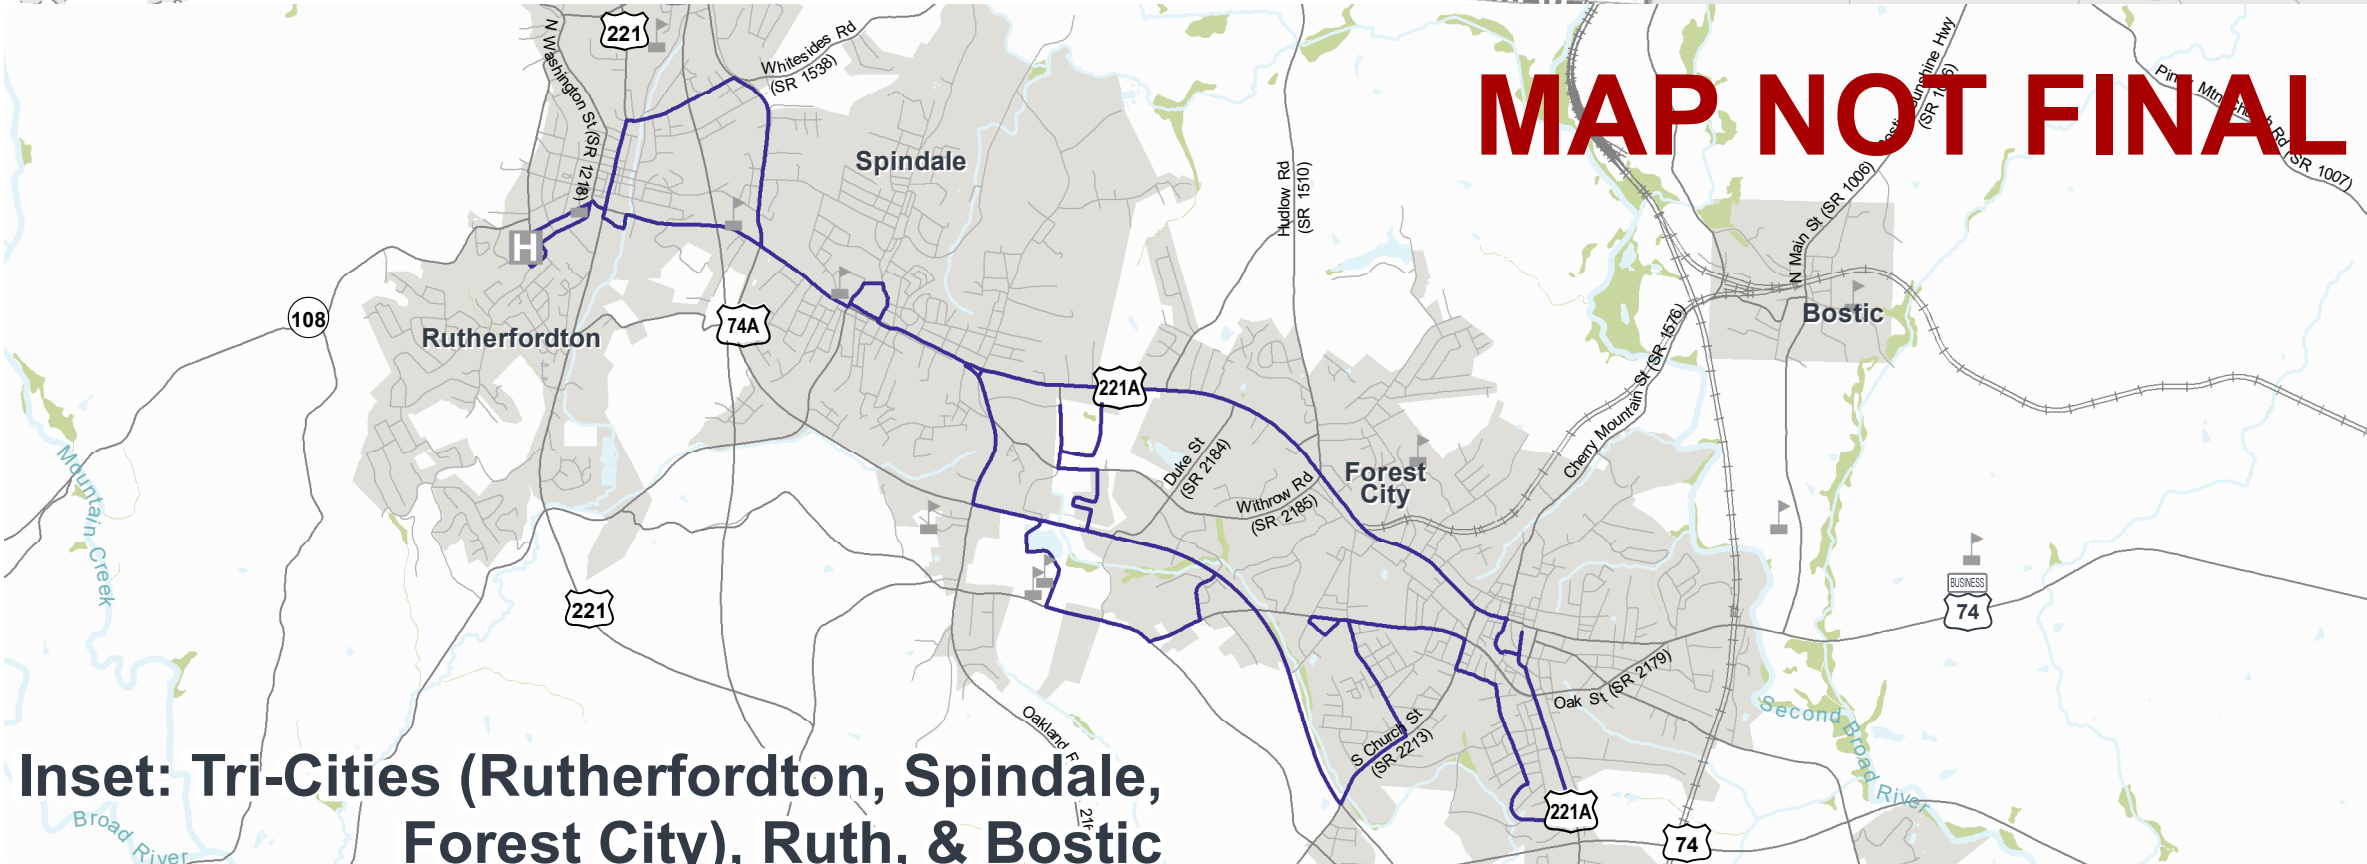 221
N Washington St (SR 1218)
Whitesides Rd
(SR 1538)
MAP NOT FINAL
Spindale
Hudlow Rd
(SR 1510)
N Main St (SR 1006)
Rd (SR 1007)
H
108
Rutherfordton
74A
Bostic
221A
Cherry Mountain St (SR 1576)
Duke St
(SR 2184)
Withrow Rd
(SR 2185)
Forest
City
Mountain Creek
221
BUSINESS
74
Oak St (SR 2179)
S Church St
(SR 2213)
Second Broad River
Oakland
Inset: Tri-Cities (Rutherfordton, Spindale,
Forest City), Ruth, & Bostic
Broad River
221A
74